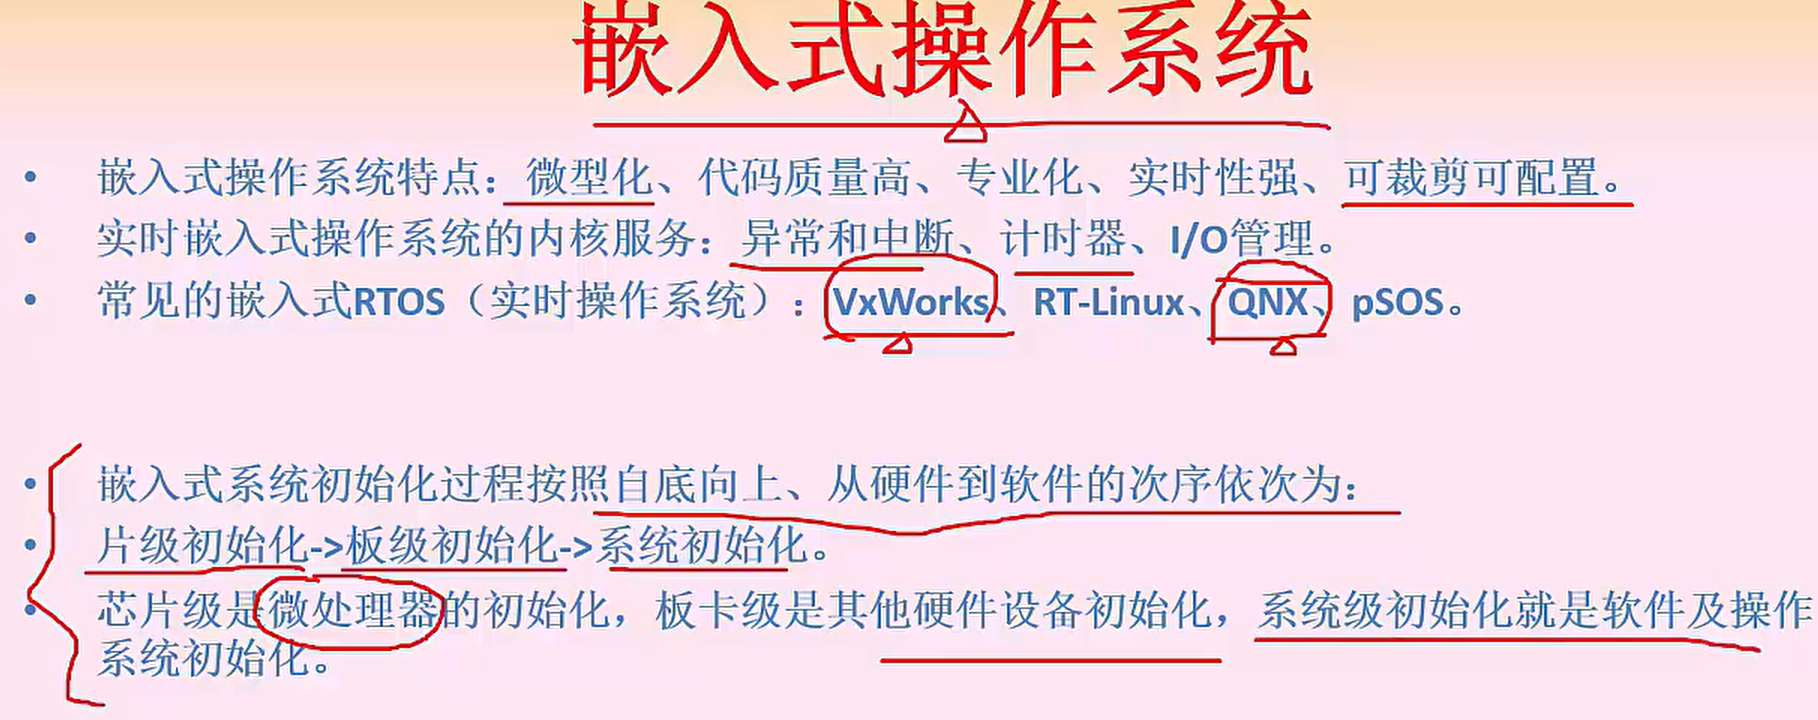 嵌入式操作系统
• 嵌入式操作系统特点：微型化、代码质量高、专业化、实时性强、可裁剪可配置。
• 实时嵌入式操作系统的内核服务：异常和中断、计时器、I/O管理。
• 常见的嵌入式RTOS（实时操作系统）：VxWorks、RT-Linux、QNX、pSOS。
• 嵌入式系统初始化过程按照自底向上、从硬件到软件的次序依次为：
• 片级初始化->板级初始化->系统初始化。
• 芯片级是微处理器的初始化，板卡级是其他硬件设备初始化，系统级初始化就是软件及操作
系统初始化。